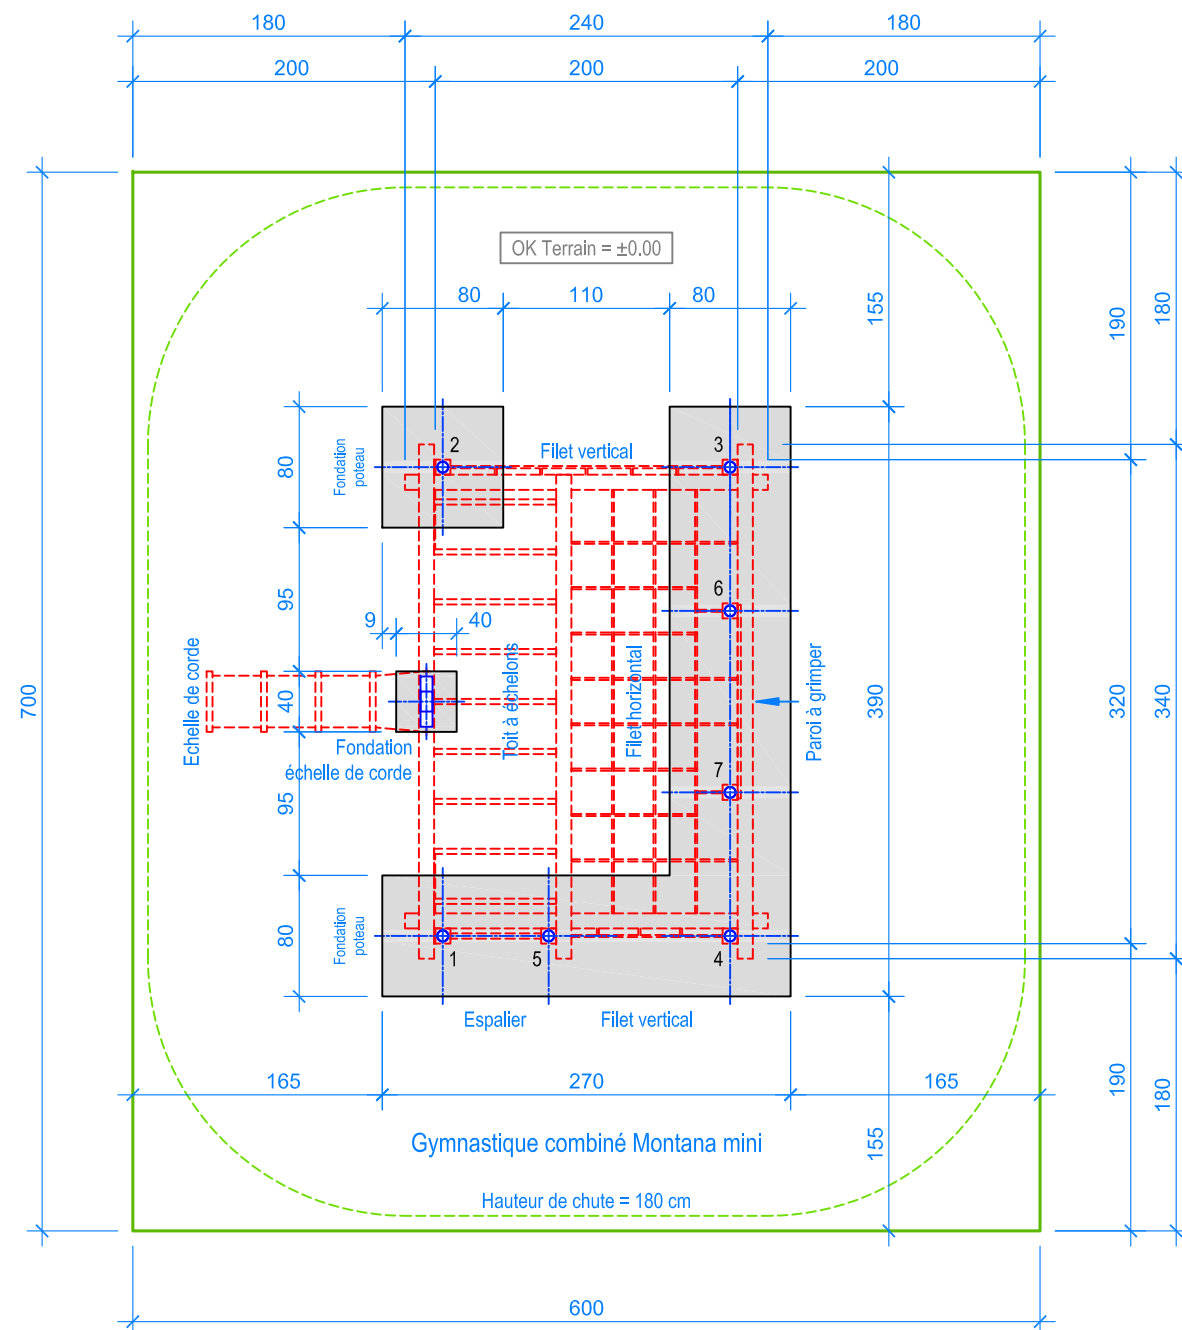 180
240
180
200
200
200
OK Terrain = ±0.00
80
110
80
155
190
180
2
Filet vertical
3
80
Fondation
poteau
6
95
9
40
Echelle de corde
Toit à échelons
Filet horizontal
Paroi à grimper
700
40
390
320
340
Fondation
échelle de corde
7
95
80
Fondation
poteau
1
5
4
Espalier
Filet vertical
165
270
165
190
180
155
Gymnastique combiné Montana mini
Hauteur de chute = 180 cm
600